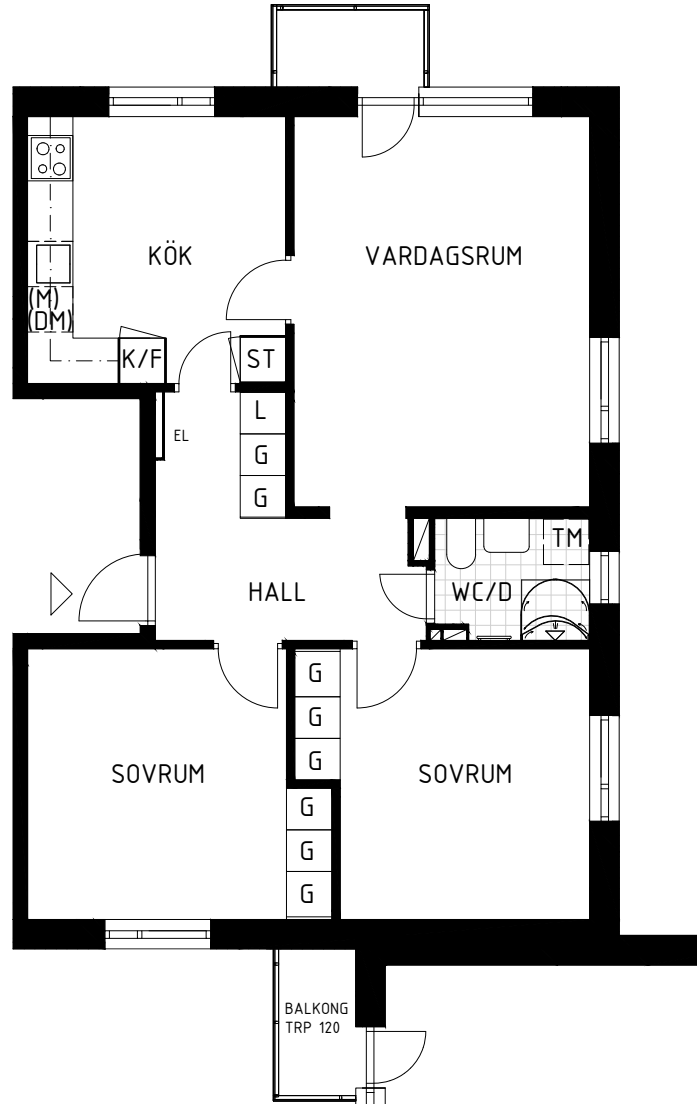 KÖK
VARDAGSRUM
(M)
(DM)
K/F
ST
L
EL
G
G
TM
HALL
WC/D
G
G
G
SOVRUM
SOVRUM
G
G
G
BALKONG
TRP 120